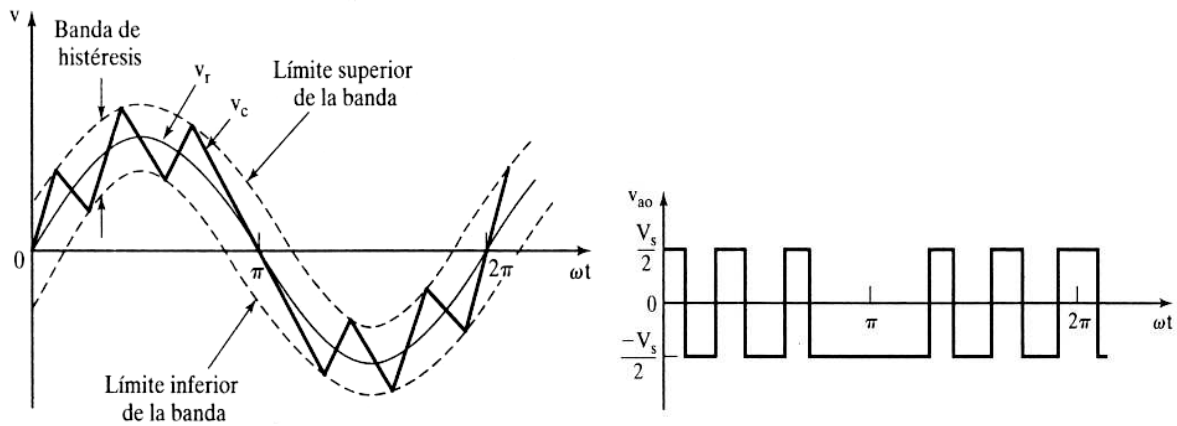 v
Banda de
histéresis
v_r
v_c
Límite superior
de la banda
0
π
2π
ωt
Límite inferior
de la banda
v_ao
V_s
2
0
−V_s
2
π
2π
ωt